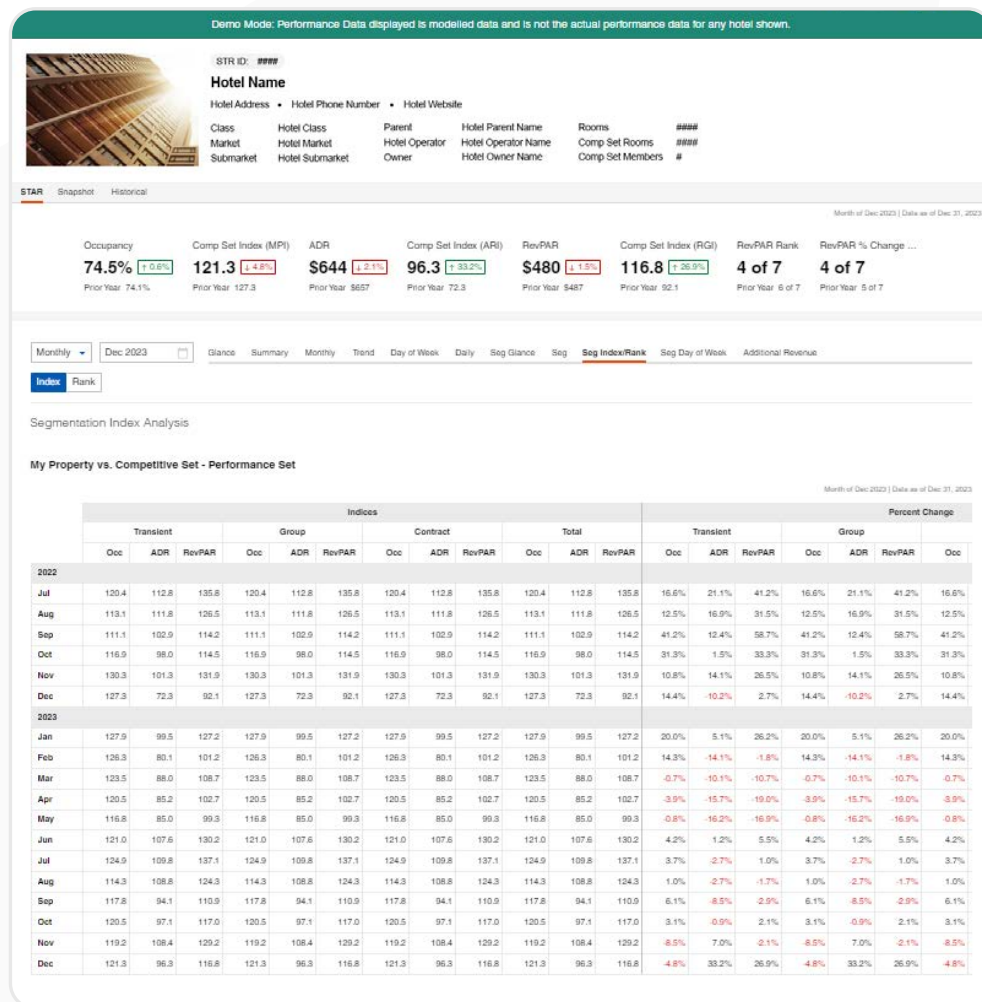 Demo Mode: Performance Data displayed is modelled data and is not the actual performance data for any hotel shown.
STR ID: ####
Hotel Name
Hotel Address • Hotel Phone Number • Hotel Website
Class Hotel Class Parent Hotel Parent Name Rooms ####
Market Hotel Market Hotel Operator Hotel Operator Name Comp Set Rooms ####
Submarket Hotel Submarket Owner Hotel Owner Name Comp Set Members #
STAR Snapshot Historical
Month of Dec 2023 | Data as of Dec 31, 2023
Occupancy Comp Set Index (MPI) ADR Comp Set Index (ARI) RevPAR Comp Set Index (RGI) RevPAR Rank RevPAR % Change ...
74.5% ↑ 0.6% 121.3 ↓ 4.8% $644 ↓ 2.1% 96.3 ↑ 33.2% $480 ↓ 1.5% 116.8 ↑ 26.9% 4 of 7 4 of 7
Prior Year 74.1% Prior Year 127.3 Prior Year $657 Prior Year 72.3 Prior Year $487 Prior Year 92.1 Prior Year 6 of 7 Prior Year 5 of 7
Monthly Dec 2023 Glance Summary Monthly Trend Day of Week Daily Seg Glance Seg Seg Index/Rank Seg Day of Week Additional Revenue
Index Rank
Segmentation Index Analysis
My Property vs. Competitive Set - Performance Set
Month of Dec 2023 | Data as of Dec 31, 2023
Indices Percent Change
Transient Group Contract Total Transient Group
Occ ADR RevPAR Occ ADR RevPAR Occ ADR RevPAR Occ ADR RevPAR Occ ADR RevPAR Occ ADR RevPAR Occ
2022
Jul 120.4 112.8 135.8 120.4 112.8 135.8 120.4 112.8 135.8 120.4 112.8 135.8 16.6% 21.1% 41.2% 16.6% 21.1% 41.2% 16.6%
Aug 113.1 111.8 126.5 113.1 111.8 126.5 113.1 111.8 126.5 113.1 111.8 126.5 12.5% 16.9% 31.5% 12.5% 16.9% 31.5% 12.5%
Sep 111.1 102.9 114.2 111.1 102.9 114.2 111.1 102.9 114.2 111.1 102.9 114.2 41.2% 12.4% 58.7% 41.2% 12.4% 58.7% 41.2%
Oct 116.9 98.0 114.5 116.9 98.0 114.5 116.9 98.0 114.5 116.9 98.0 114.5 31.3% 1.5% 33.3% 31.3% 1.5% 33.3% 31.3%
Nov 130.3 101.3 131.9 130.3 101.3 131.9 130.3 101.3 131.9 130.3 101.3 131.9 10.8% 14.1% 26.5% 10.8% 14.1% 26.5% 10.8%
Dec 127.3 72.3 92.1 127.3 72.3 92.1 127.3 72.3 92.1 127.3 72.3 92.1 14.4% -10.2% 2.7% 14.4% -10.2% 2.7% 14.4%
2023
Jan 127.9 99.5 127.2 127.9 99.5 127.2 127.9 99.5 127.2 127.9 99.5 127.2 20.0% 5.1% 26.2% 20.0% 5.1% 26.2% 20.0%
Feb 126.3 80.1 101.2 126.3 80.1 101.2 126.3 80.1 101.2 126.3 80.1 101.2 14.3% -14.1% -1.8% 14.3% -14.1% -1.8% 14.3%
Mar 123.5 88.0 108.7 123.5 88.0 108.7 123.5 88.0 108.7 123.5 88.0 108.7 -0.7% -10.1% -10.7% -0.7% -10.1% -10.7% -0.7%
Apr 120.5 85.2 102.7 120.5 85.2 102.7 120.5 85.2 102.7 120.5 85.2 102.7 -3.9% -15.7% -19.0% -3.9% -15.7% -19.0% -3.9%
May 116.8 85.0 99.3 116.8 85.0 99.3 116.8 85.0 99.3 116.8 85.0 99.3 -0.8% -16.2% -16.9% -0.8% -16.2% -16.9% -0.8%
Jun 121.0 107.6 130.2 121.0 107.6 130.2 121.0 107.6 130.2 121.0 107.6 130.2 4.2% 1.2% 5.5% 4.2% 1.2% 5.5% 4.2%
Jul 124.9 109.8 137.1 124.9 109.8 137.1 124.9 109.8 137.1 124.9 109.8 137.1 3.7% -2.7% 1.0% 3.7% -2.7% 1.0% 3.7%
Aug 114.3 108.8 124.3 114.3 108.8 124.3 114.3 108.8 124.3 114.3 108.8 124.3 1.0% -2.7% -1.7% 1.0% -2.7% -1.7% 1.0%
Sep 117.8 94.1 110.9 117.8 94.1 110.9 117.8 94.1 110.9 117.8 94.1 110.9 6.1% -8.5% -2.9% 6.1% -8.5% -2.9% 6.1%
Oct 120.5 97.1 117.0 120.5 97.1 117.0 120.5 97.1 117.0 120.5 97.1 117.0 3.1% -0.9% 2.1% 3.1% -0.9% 2.1% 3.1%
Nov 119.2 108.4 129.2 119.2 108.4 129.2 119.2 108.4 129.2 119.2 108.4 129.2 -8.5% 7.0% -2.1% -8.5% 7.0% -2.1% -8.5%
Dec 121.3 96.3 116.8 121.3 96.3 116.8 121.3 96.3 116.8 121.3 96.3 116.8 -4.8% 33.2% 26.9% -4.8% 33.2% 26.9% -4.8%